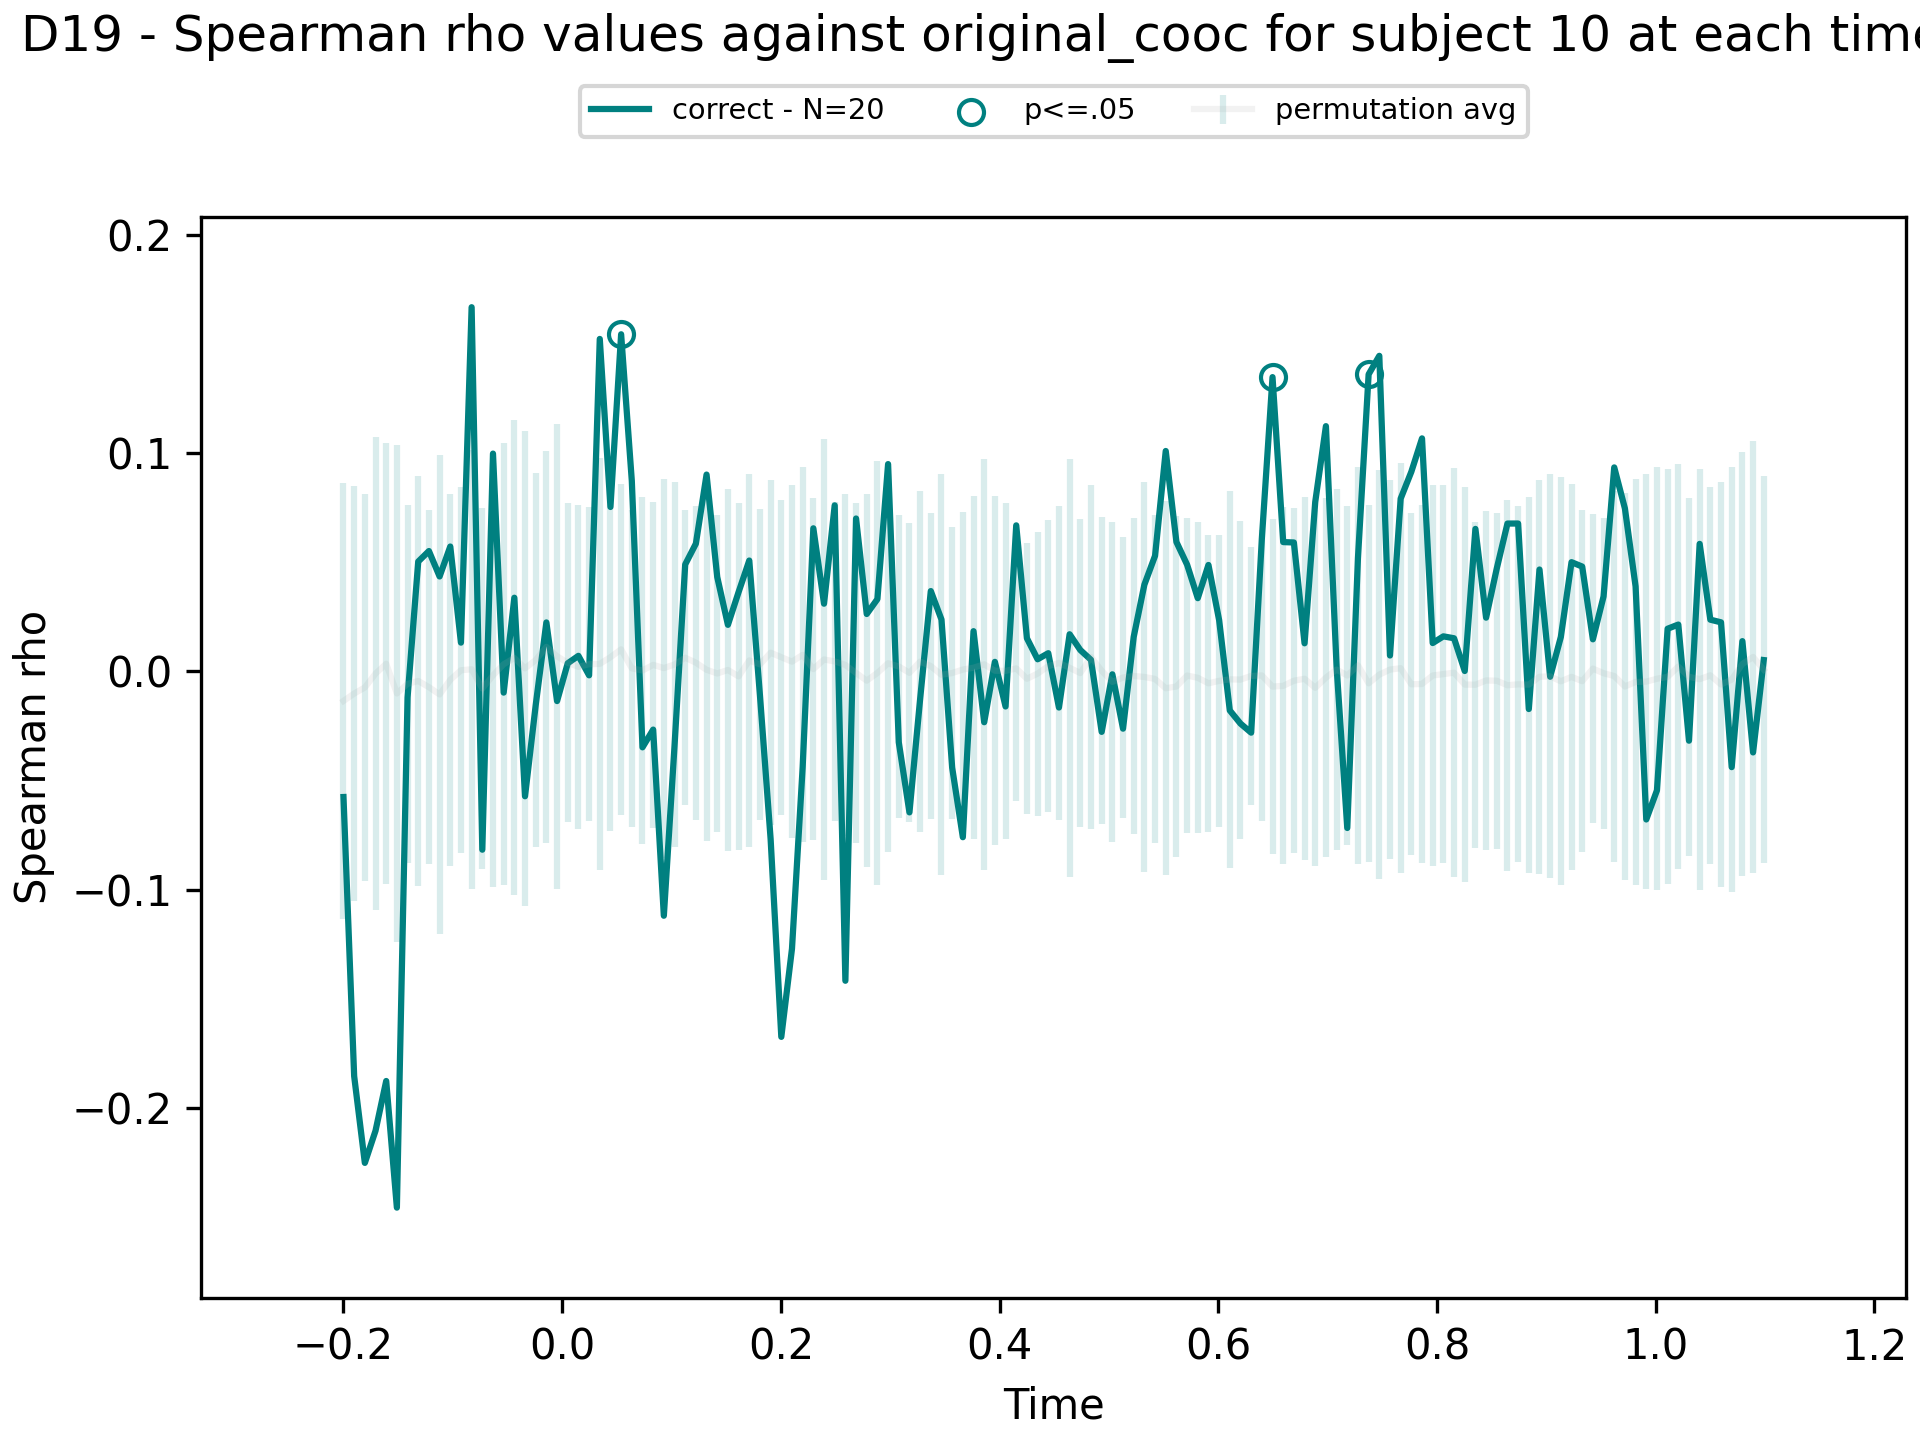 D19 - Spearman rho values against original_cooc for subject 10 at each time
correct - N=20
p<=.05
permutation avg
0.2
0.1
0.0
−0.1
−0.2
Spearman rho
−0.2 0.0 0.2 0.4 0.6 0.8 1.0 1.2
Time